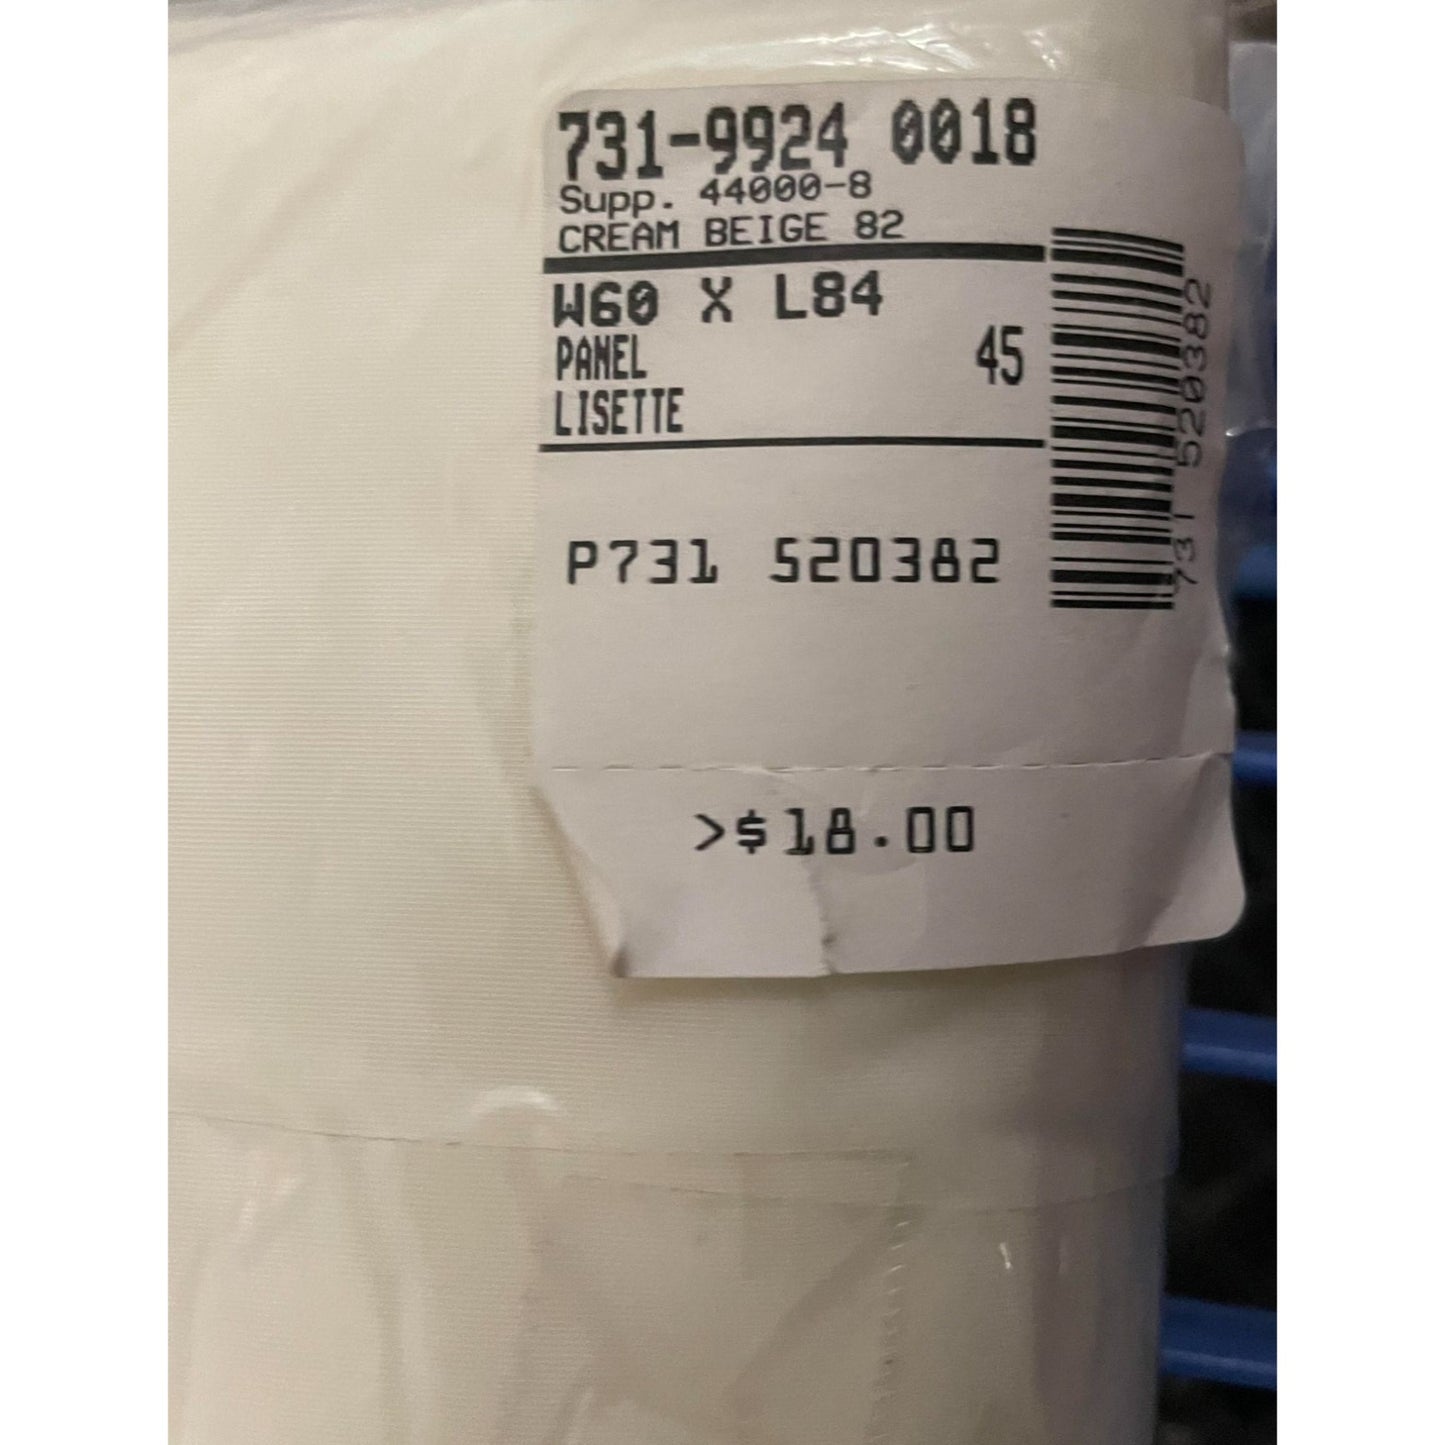 731-9924 0018
Supp. 44000-8
CREAM BEIGE 82
W60 X L84
PANEL 45
LISETTE
731 520382
P731 520382
>$18.00